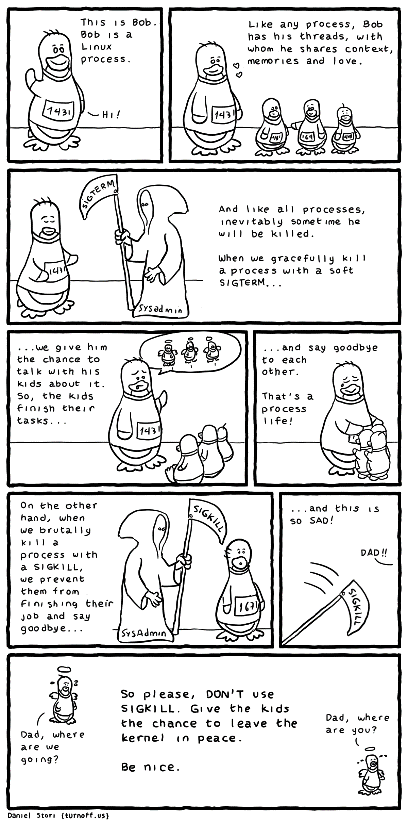 This is Bob.
Bob is a
Linux
process.
1431
Hi!
Like any process, Bob
has his threads, with
whom he shares context,
memories and love.
1431
SIGTERM
1431
Sysadmin
And like all processes,
inevitably sometime he
will be killed.
When we gracefully kill
a process with a soft
SIGTERM...
...we give him
the chance to
talk with his
kids about it.
So, the kids
finish their
tasks...
1431
...and say goodbye
to each
other.
That's a
process
life!
On the other
hand, when
we brutally
kill a
process with
a SIGKILL,
we prevent
them from
finishing their
job and say
goodbye...
SIGKILL
SysAdmin
...and this is
so SAD!
DAD!!
SIGKILL
Dad, where
are we
going?
So please, DON'T use
SIGKILL. Give the kids
the chance to leave the
kernel in peace.
Be nice.
Dad, where
are you?
Daniel Stori {turnoff.us}